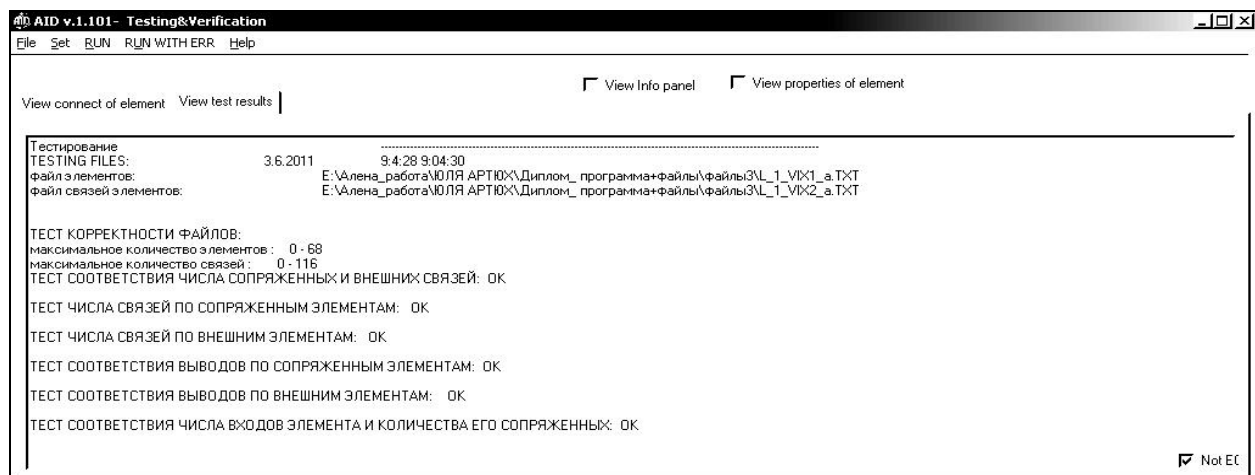 AID v.1.101- Testing&Verification
File Set RUN RUN WITH ERR Help
View Info panel View properties of element
View connect of element View test results
Тестирование --------------------------------------------------
TESTING FILES: 3.6.2011 9:4:28 9:04:30
файл элементов: E:\Алена_работа\ЮЛЯ АРТЮХ\Диплом_ программа+файлы\файлы3\L_1_VIX1_a.TXT
файл связей элементов: E:\Алена_работа\ЮЛЯ АРТЮХ\Диплом_ программа+файлы\файлы3\L_1_VIX2_a.TXT
ТЕСТ КОРРЕКТНОСТИ ФАЙЛОВ:
максимальное количество элементов : 0 - 68
максимальное количество связей : 0 - 116
ТЕСТ СООТВЕТСТВИЯ ЧИСЛА СОПРЯЖЕННЫХ И ВНЕШНИХ СВЯЗЕЙ: OK
ТЕСТ ЧИСЛА СВЯЗЕЙ ПО СОПРЯЖЕННЫМ ЭЛЕМЕНТАМ: OK
ТЕСТ ЧИСЛА СВЯЗЕЙ ПО ВНЕШНИМ ЭЛЕМЕНТАМ: OK
ТЕСТ СООТВЕТСТВИЯ ВЫВОДОВ ПО СОПРЯЖЕННЫМ ЭЛЕМЕНТАМ: OK
ТЕСТ СООТВЕТСТВИЯ ВЫВОДОВ ПО ВНЕШНИМ ЭЛЕМЕНТАМ: OK
ТЕСТ СООТВЕТСТВИЯ ЧИСЛА ВХОДОВ ЭЛЕМЕНТА И КОЛИЧЕСТВА ЕГО СОПРЯЖЕННЫХ: OK
Not